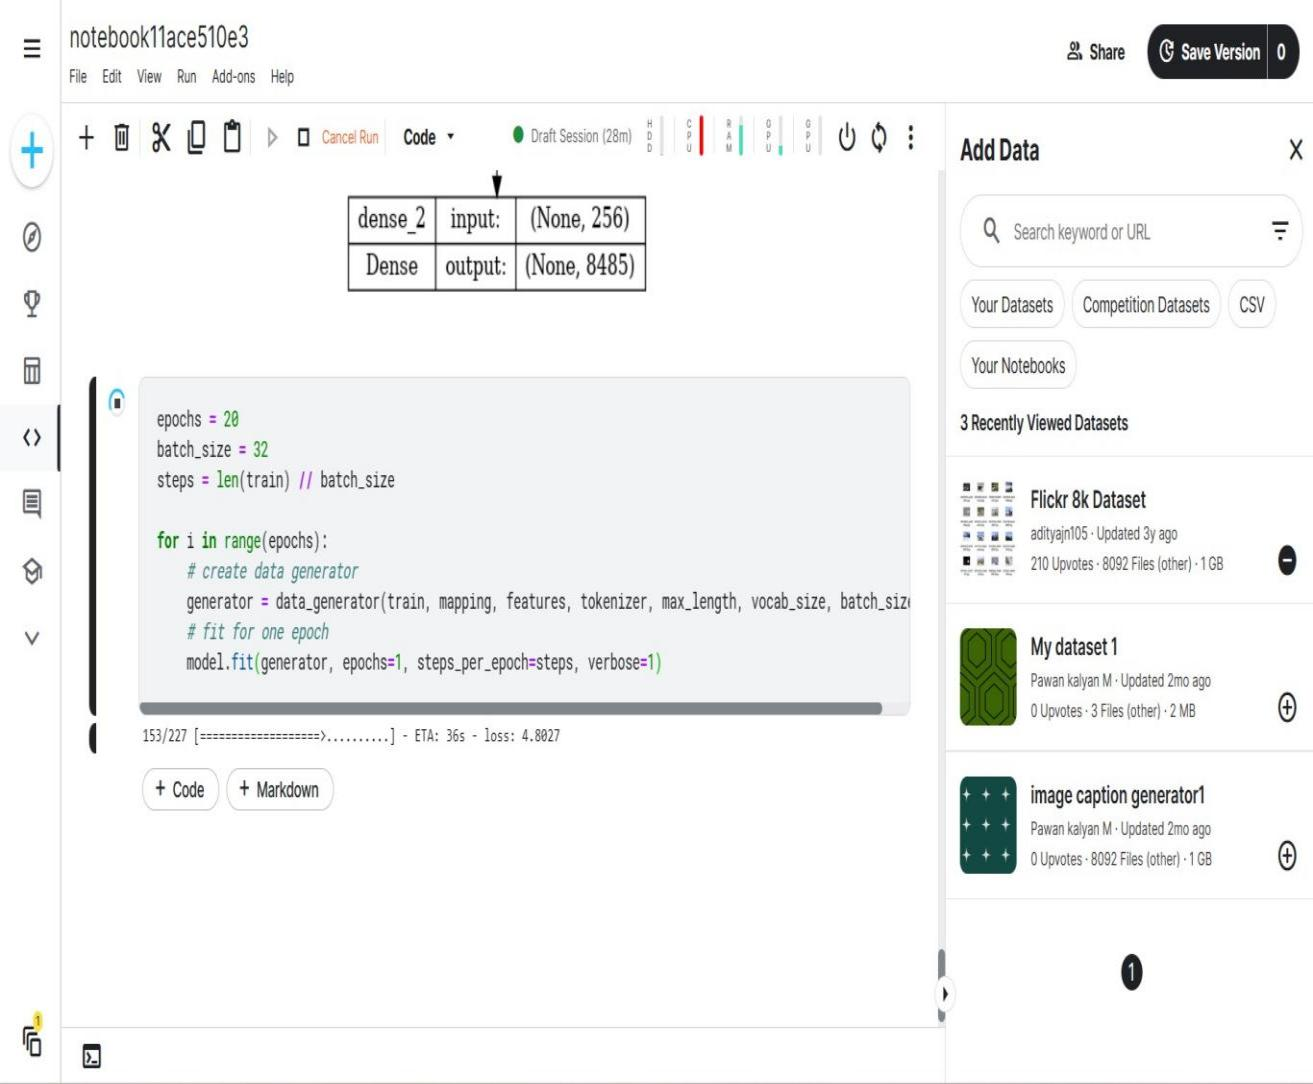 notebook11ace510e3
File Edit View Run Add-ons Help
Share
Save Version 0
Cancel Run
Code
Draft Session (28m)
HDD
CPU
RAM
GPU
GPU
dense_2 input: (None, 256)
Dense output: (None, 8485)
epochs = 20
batch_size = 32
steps = len(train) // batch_size
for i in range(epochs):
# create data generator
generator = data_generator(train, mapping, features, tokenizer, max_length, vocab_size, batch_size
# fit for one epoch
model.fit(generator, epochs=1, steps_per_epoch=steps, verbose=1)
153/227 [===================>..........] - ETA: 36s - loss: 4.8027
+ Code + Markdown
Add Data
Search keyword or URL
Your Datasets Competition Datasets CSV
Your Notebooks
3 Recently Viewed Datasets
Flickr 8k Dataset
adityajn105 · Updated 3y ago
210 Upvotes · 8092 Files (other) · 1 GB
My dataset 1
Pawan kalyan M · Updated 2mo ago
0 Upvotes · 3 Files (other) · 2 MB
image caption generator1
Pawan kalyan M · Updated 2mo ago
0 Upvotes · 8092 Files (other) · 1 GB
1
1